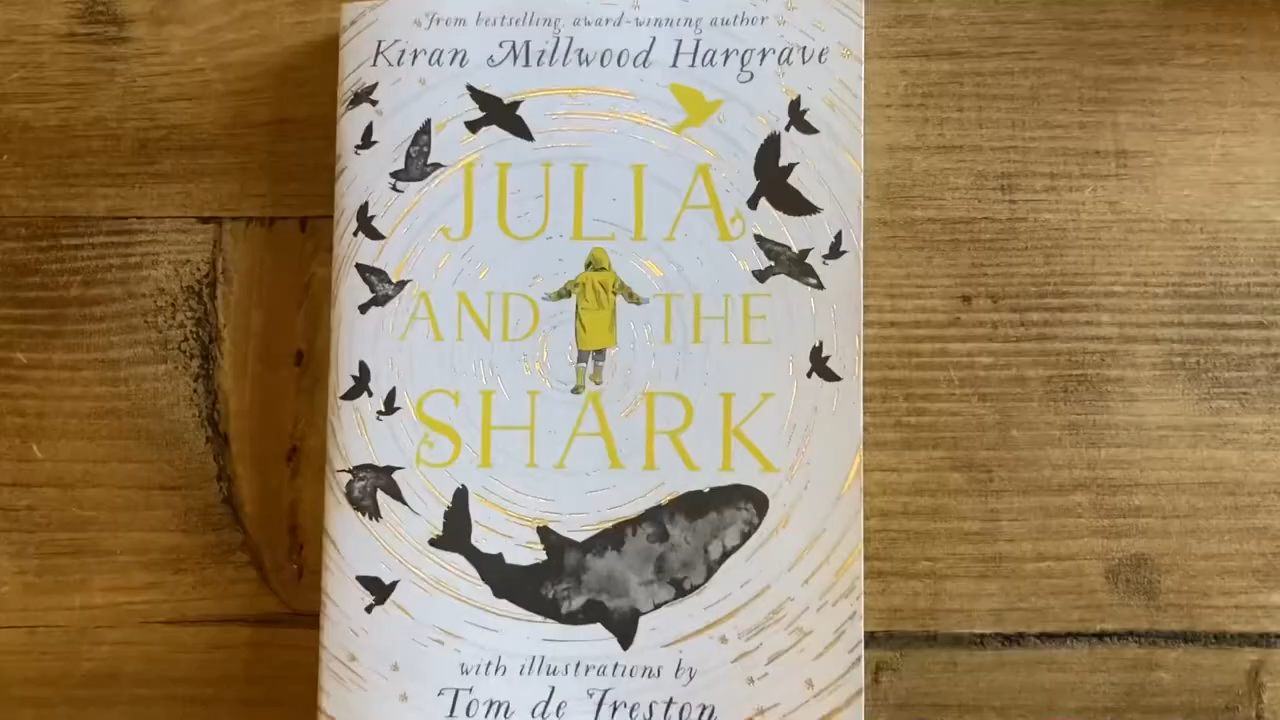 From bestselling, award-winning author
Kiran Millwood Hargrave
JULIA
AND THE
SHARK
with illustrations by
Tom de Freston